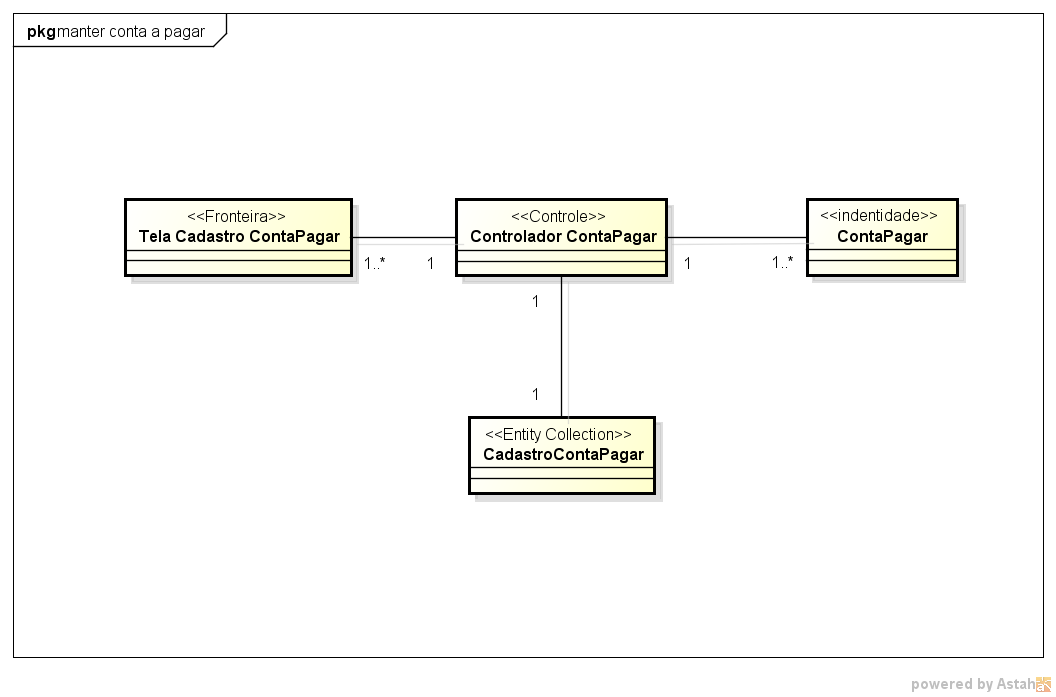 pkg manter conta a pagar
<<Fronteira>>
Tela Cadastro ContaPagar
1..*
1
<<Controle>>
Controlador ContaPagar
1
1..*
<<indentidade>>
ContaPagar
1
1
<<Entity Collection>>
CadastroContaPagar
powered by Astah